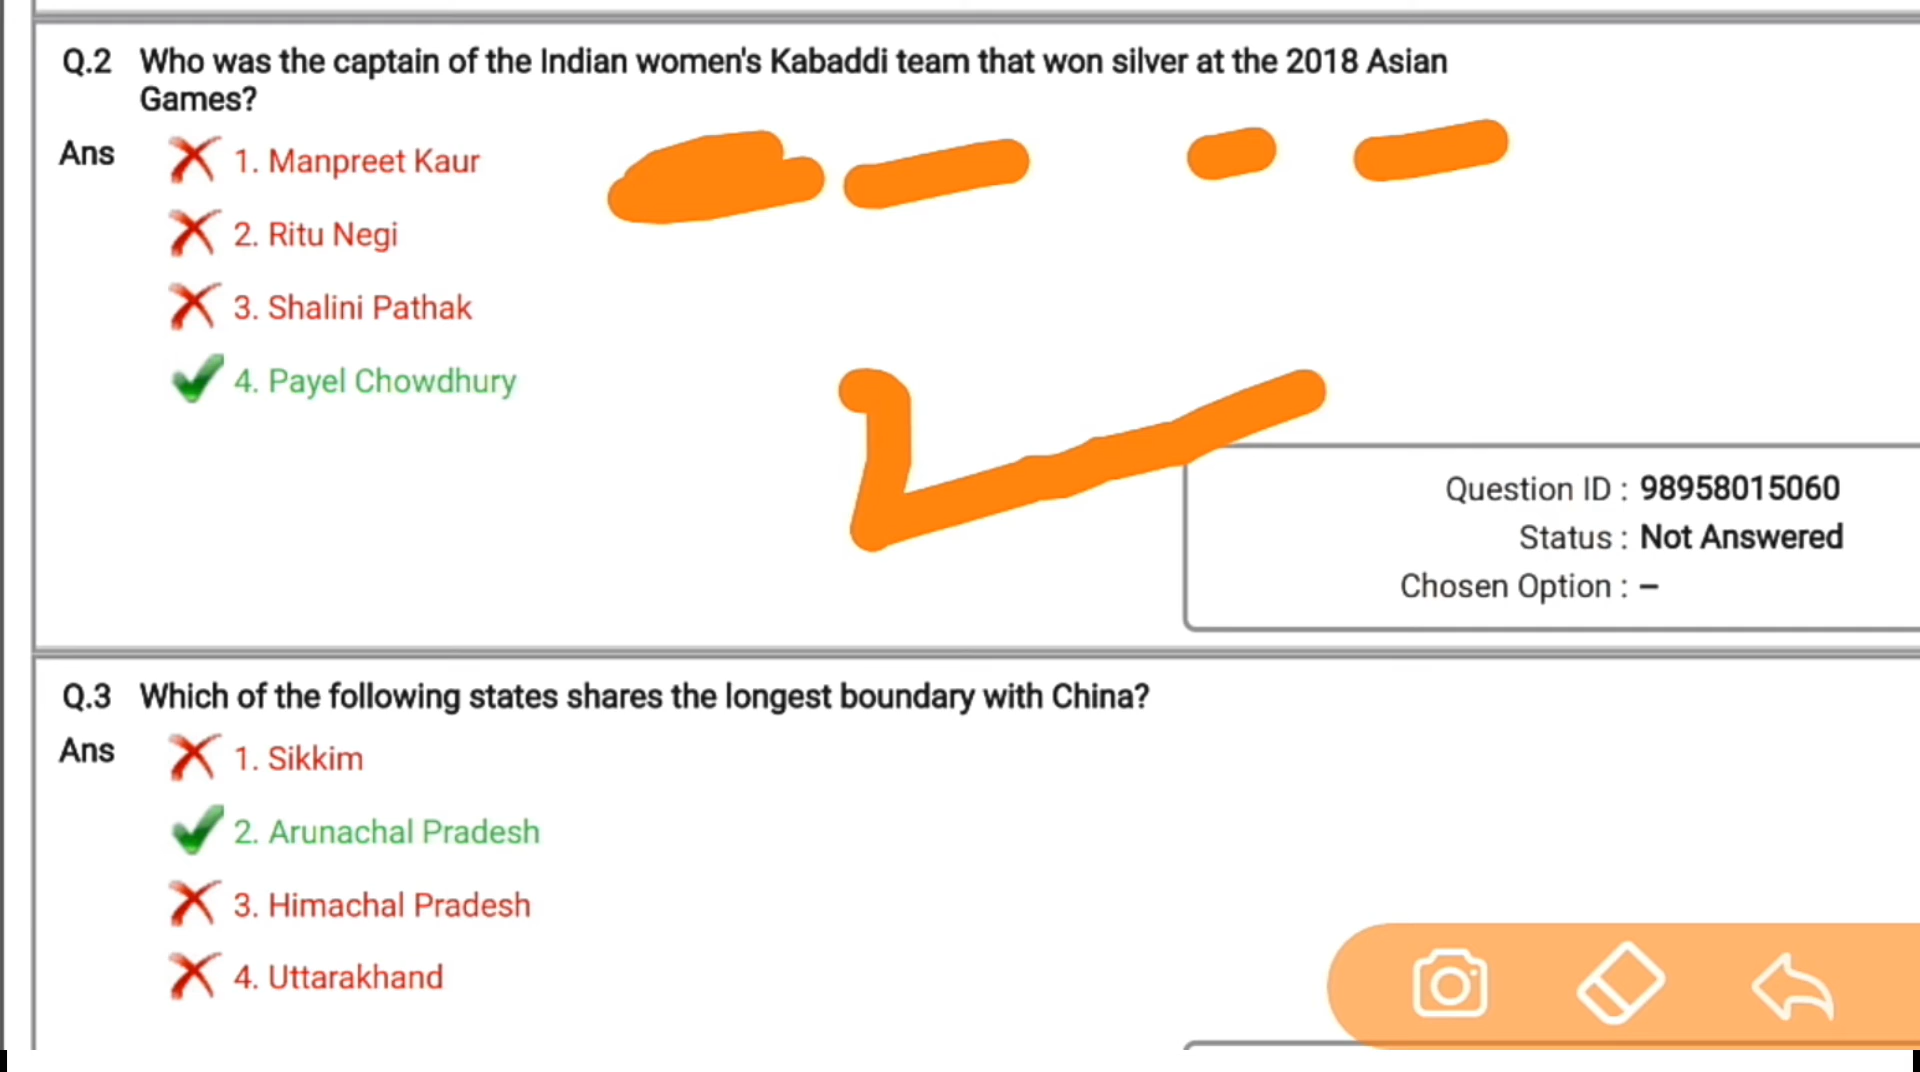 Q.2 Who was the captain of the Indian women's Kabaddi team that won silver at the 2018 Asian
Games?
Ans 1. Manpreet Kaur
2. Ritu Negi
3. Shalini Pathak
4. Payel Chowdhury
Question ID : 98958015060
Status : Not Answered
Chosen Option : –
Q.3 Which of the following states shares the longest boundary with China?
Ans 1. Sikkim
2. Arunachal Pradesh
3. Himachal Pradesh
4. Uttarakhand